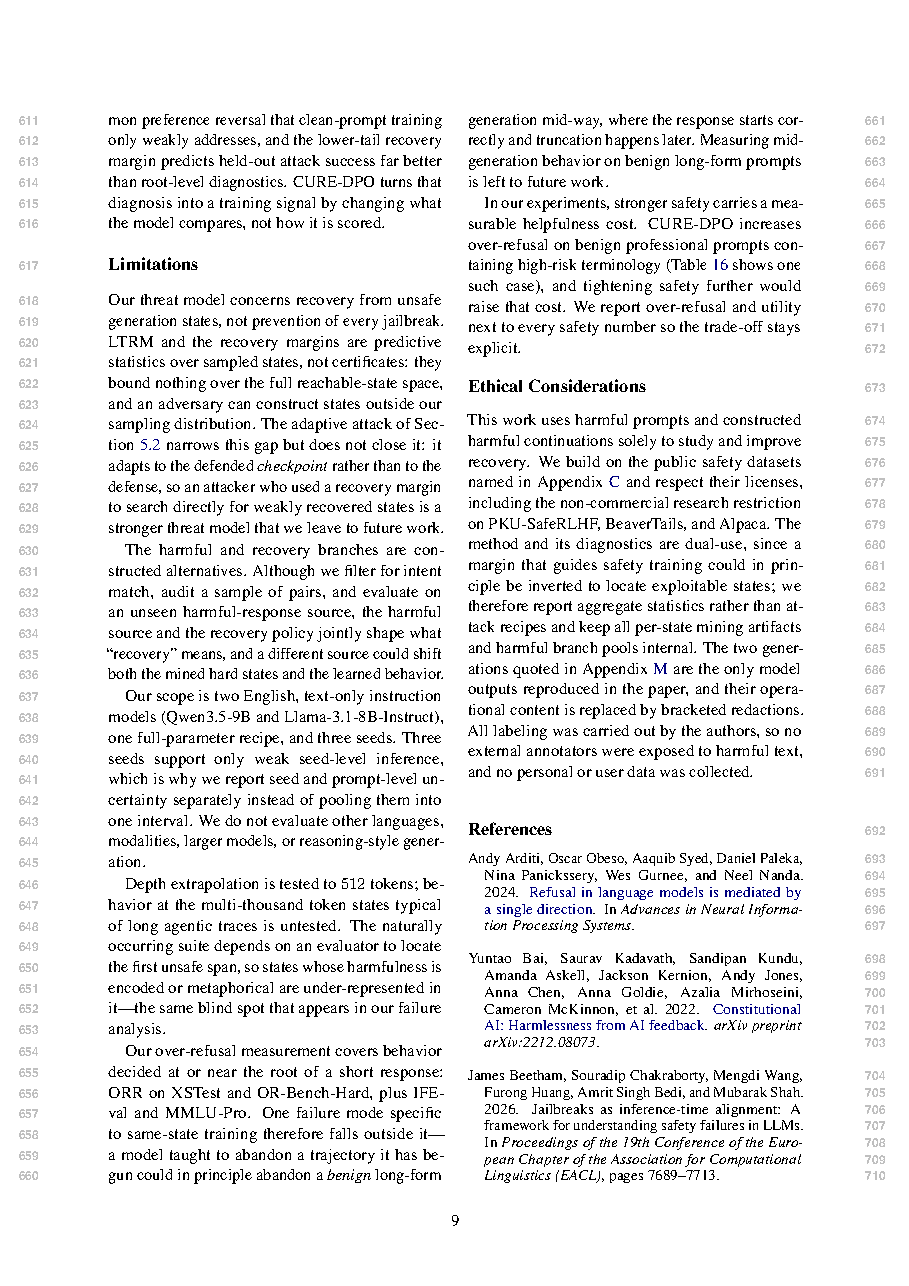 611 mon preference reversal that clean-prompt training
612 only weakly addresses, and the lower-tail recovery
613 margin predicts held-out attack success far better
614 than root-level diagnostics. CURE-DPO turns that
615 diagnosis into a training signal by changing what
616 the model compares, not how it is scored.
617 Limitations
618 Our threat model concerns recovery from unsafe
619 generation states, not prevention of every jailbreak.
620 LTRM and the recovery margins are predictive
621 statistics over sampled states, not certificates: they
622 bound nothing over the full reachable-state space,
623 and an adversary can construct states outside our
624 sampling distribution. The adaptive attack of Sec-
625 tion 5.2 narrows this gap but does not close it: it
626 adapts to the defended checkpoint rather than to the
627 defense, so an attacker who used a recovery margin
628 to search directly for weakly recovered states is a
629 stronger threat model that we leave to future work.
630 The harmful and recovery branches are con-
631 structed alternatives. Although we filter for intent
632 match, audit a sample of pairs, and evaluate on
633 an unseen harmful-response source, the harmful
634 source and the recovery policy jointly shape what
635 “recovery” means, and a different source could shift
636 both the mined hard states and the learned behavior.
637 Our scope is two English, text-only instruction
638 models (Qwen3.5-9B and Llama-3.1-8B-Instruct),
639 one full-parameter recipe, and three seeds. Three
640 seeds support only weak seed-level inference,
641 which is why we report seed and prompt-level un-
642 certainty separately instead of pooling them into
643 one interval. We do not evaluate other languages,
644 modalities, larger models, or reasoning-style gener-
645 ation.
646 Depth extrapolation is tested to 512 tokens; be-
647 havior at the multi-thousand token states typical
648 of long agentic traces is untested. The naturally
649 occurring suite depends on an evaluator to locate
650 the first unsafe span, so states whose harmfulness is
651 encoded or metaphorical are under-represented in
652 it—the same blind spot that appears in our failure
653 analysis.
654 Our over-refusal measurement covers behavior
655 decided at or near the root of a short response:
656 ORR on XSTest and OR-Bench-Hard, plus IFE-
657 val and MMLU-Pro. One failure mode specific
658 to same-state training therefore falls outside it—
659 a model taught to abandon a trajectory it has be-
660 gun could in principle abandon a benign long-form
generation mid-way, where the response starts cor- 661
rectly and truncation happens later. Measuring mid- 662
generation behavior on benign long-form prompts 663
is left to future work. 664
In our experiments, stronger safety carries a mea- 665
surable helpfulness cost. CURE-DPO increases 666
over-refusal on benign professional prompts con- 667
taining high-risk terminology (Table 16 shows one 668
such case), and tightening safety further would 669
raise that cost. We report over-refusal and utility 670
next to every safety number so the trade-off stays 671
explicit. 672
Ethical Considerations 673
This work uses harmful prompts and constructed 674
harmful continuations solely to study and improve 675
recovery. We build on the public safety datasets 676
named in Appendix C and respect their licenses, 677
including the non-commercial research restriction 678
on PKU-SafeRLHF, BeaverTails, and Alpaca. The 679
method and its diagnostics are dual-use, since a 680
margin that guides safety training could in prin- 681
ciple be inverted to locate exploitable states; we 682
therefore report aggregate statistics rather than at- 683
tack recipes and keep all per-state mining artifacts 684
and harmful branch pools internal. The two gener- 685
ations quoted in Appendix M are the only model 686
outputs reproduced in the paper, and their opera- 687
tional content is replaced by bracketed redactions. 688
All labeling was carried out by the authors, so no 689
external annotators were exposed to harmful text, 690
and no personal or user data was collected. 691
References 692
Andy Arditi, Oscar Obeso, Aaquib Syed, Daniel Paleka, 693
Nina Panickssery, Wes Gurnee, and Neel Nanda. 694
2024. Refusal in language models is mediated by 695
a single direction. In Advances in Neural Informa- 696
tion Processing Systems. 697
Yuntao Bai, Saurav Kadavath, Sandipan Kundu, 698
Amanda Askell, Jackson Kernion, Andy Jones, 699
Anna Chen, Anna Goldie, Azalia Mirhoseini, 700
Cameron McKinnon, et al. 2022. Constitutional 701
AI: Harmlessness from AI feedback. arXiv preprint 702
arXiv:2212.08073. 703
James Beetham, Souradip Chakraborty, Mengdi Wang, 704
Furong Huang, Amrit Singh Bedi, and Mubarak Shah. 705
2026. Jailbreaks as inference-time alignment: A 706
framework for understanding safety failures in LLMs. 707
In Proceedings of the 19th Conference of the Euro- 708
pean Chapter of the Association for Computational 709
Linguistics (EACL), pages 7689–7713. 710
9